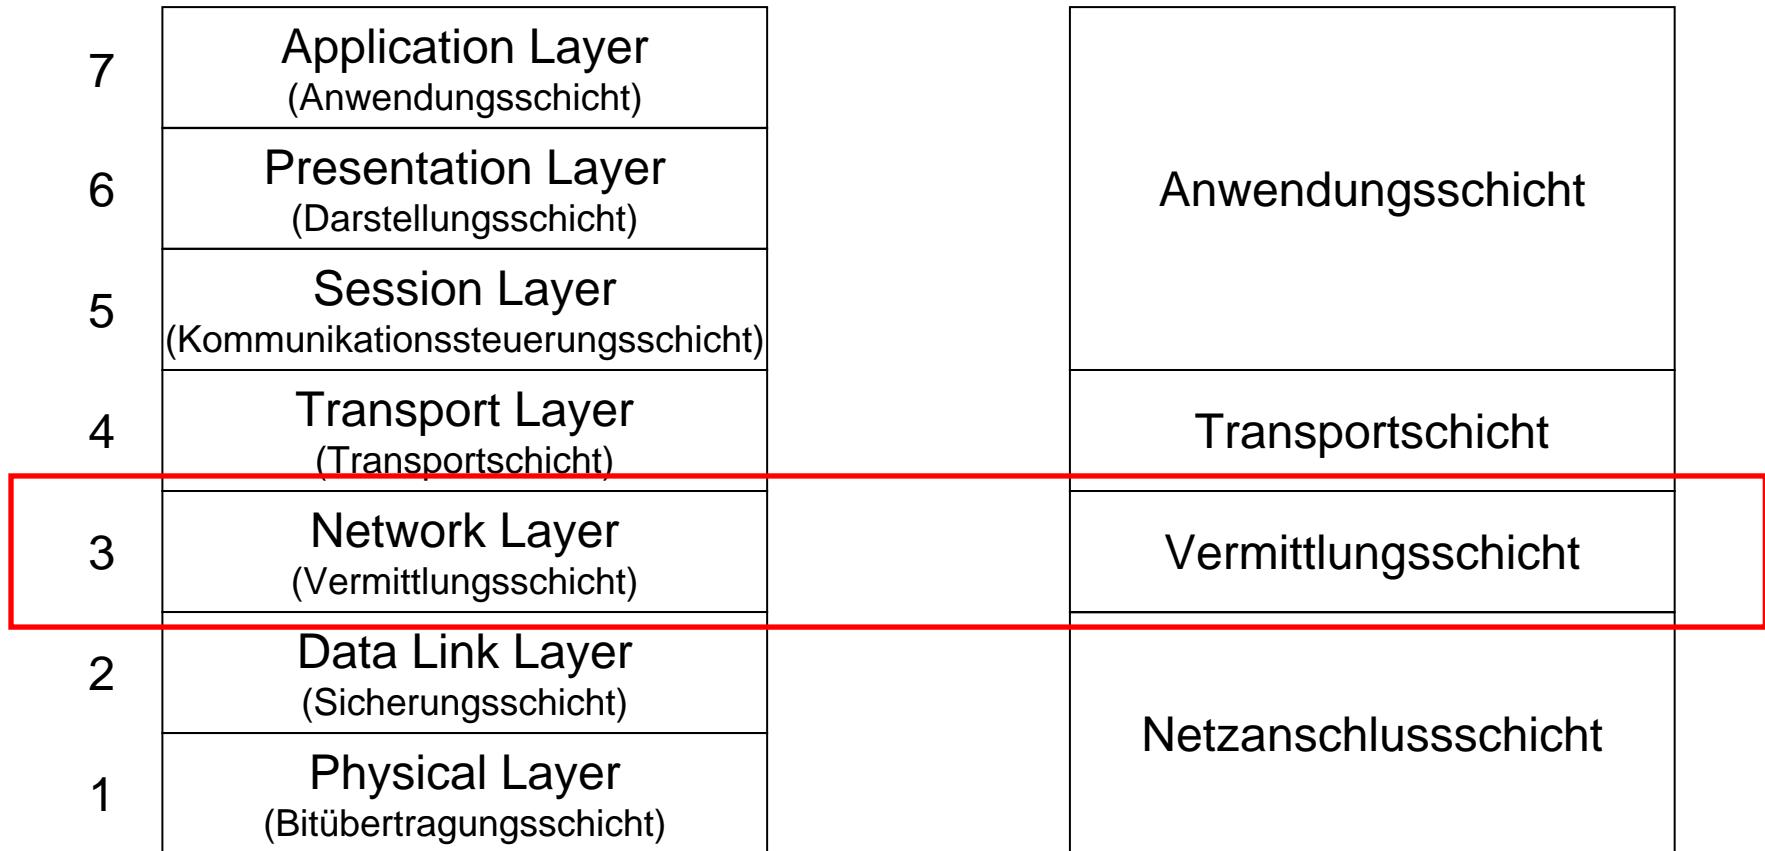 7
Application Layer
(Anwendungsschicht)
6
Presentation Layer
(Darstellungsschicht)
5
Session Layer
(Kommunikationssteuerungsschicht)
4
Transport Layer
(Transportschicht)
3
Network Layer
(Vermittlungsschicht)
2
Data Link Layer
(Sicherungsschicht)
1
Physical Layer
(Bitübertragungsschicht)
Anwendungsschicht
Transportschicht
Vermittlungsschicht
Netzanschlussschicht